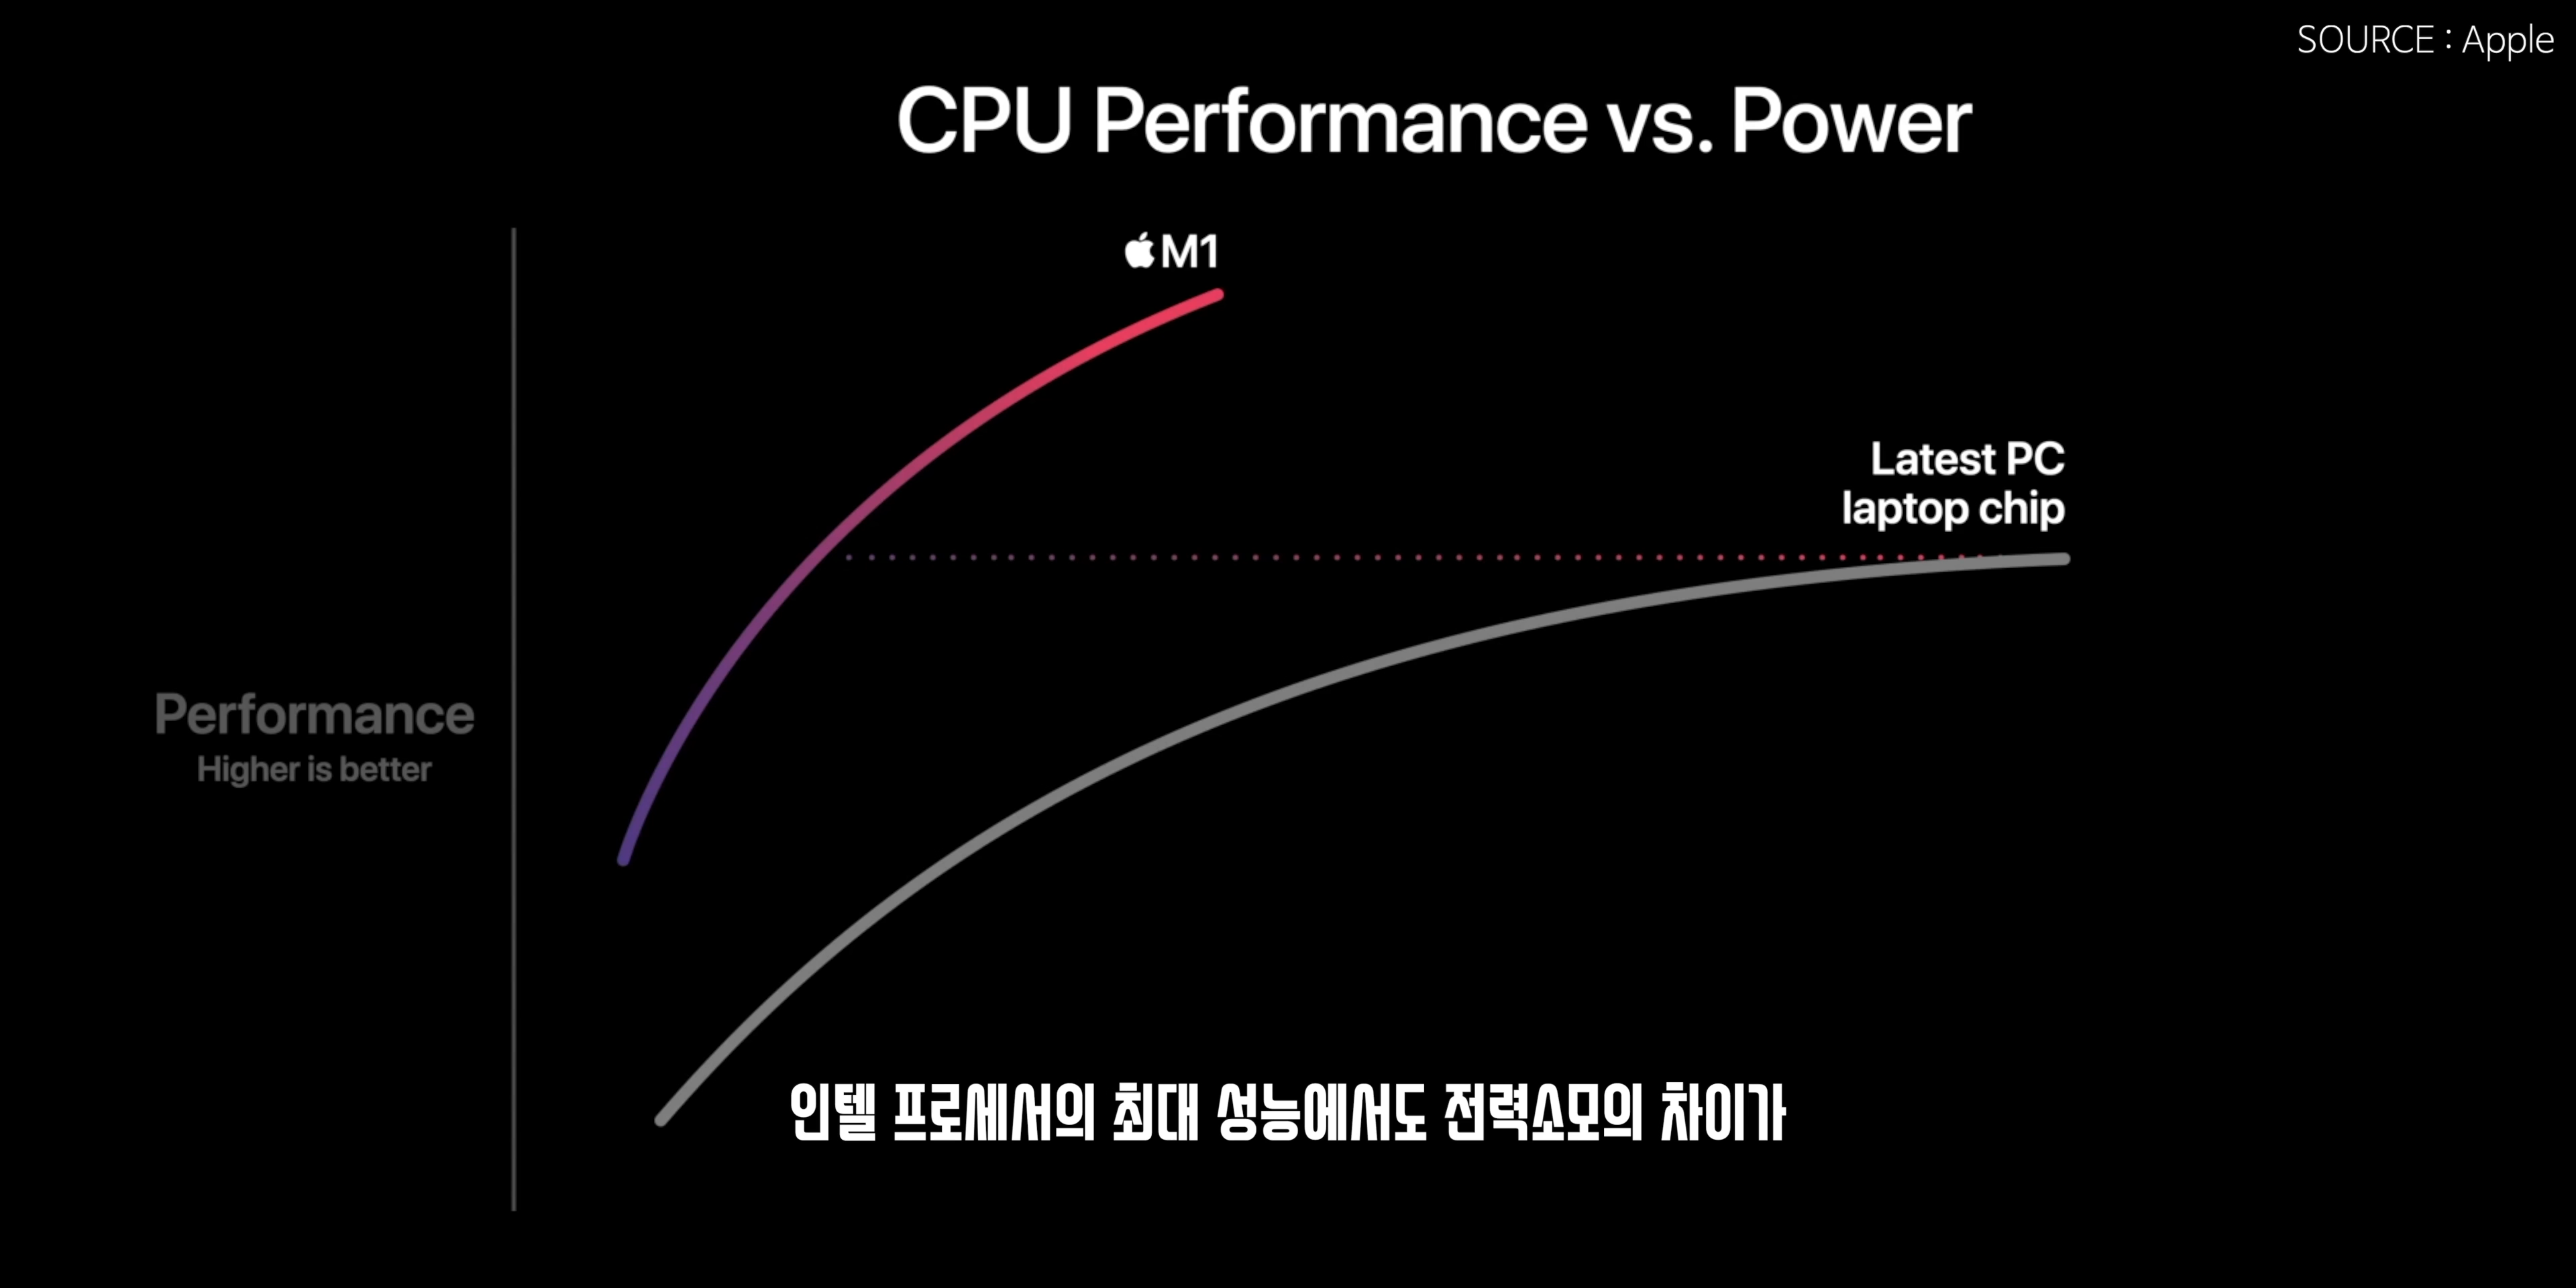 SOURCE : Apple
CPU Performance vs. Power
M1
Latest PC
laptop chip
Performance
Higher is better
인텔 프로세서의 최대 성능에서도 전력소모의 차이가